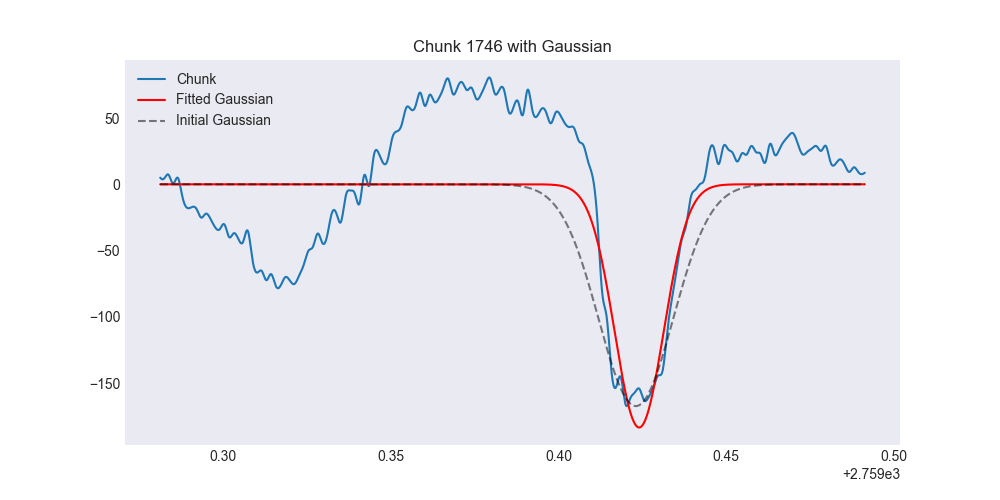 Chunk 1746 with Gaussian
Chunk
Fitted Gaussian
Initial Gaussian
50
0
−50
−100
−150
0.30 0.35 0.40 0.45 0.50
+2.759e3